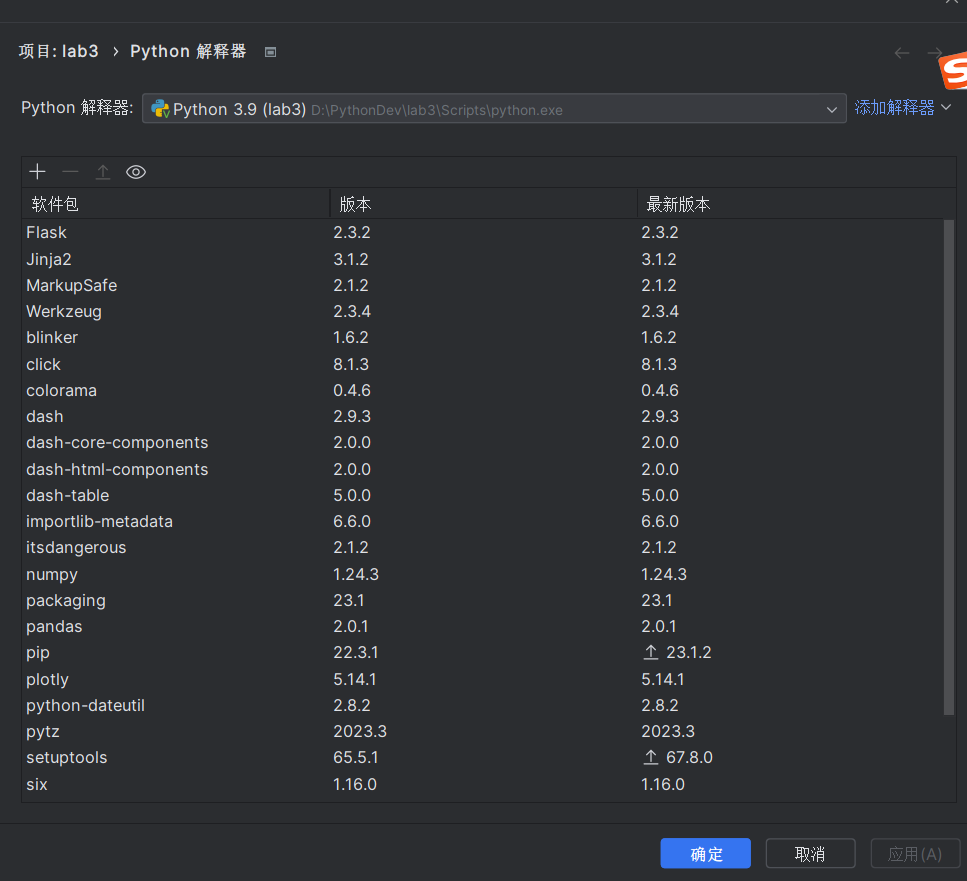 项目: lab3 › Python 解释器
Python 解释器: Python 3.9 (lab3) D:\PythonDev\lab3\Scripts\python.exe 添加解释器
软件包 版本 最新版本
Flask 2.3.2 2.3.2
Jinja2 3.1.2 3.1.2
MarkupSafe 2.1.2 2.1.2
Werkzeug 2.3.4 2.3.4
blinker 1.6.2 1.6.2
click 8.1.3 8.1.3
colorama 0.4.6 0.4.6
dash 2.9.3 2.9.3
dash-core-components 2.0.0 2.0.0
dash-html-components 2.0.0 2.0.0
dash-table 5.0.0 5.0.0
importlib-metadata 6.6.0 6.6.0
itsdangerous 2.1.2 2.1.2
numpy 1.24.3 1.24.3
packaging 23.1 23.1
pandas 2.0.1 2.0.1
pip 22.3.1 23.1.2
plotly 5.14.1 5.14.1
python-dateutil 2.8.2 2.8.2
pytz 2023.3 2023.3
setuptools 65.5.1 67.8.0
six 1.16.0 1.16.0
确定 取消 应用(A)